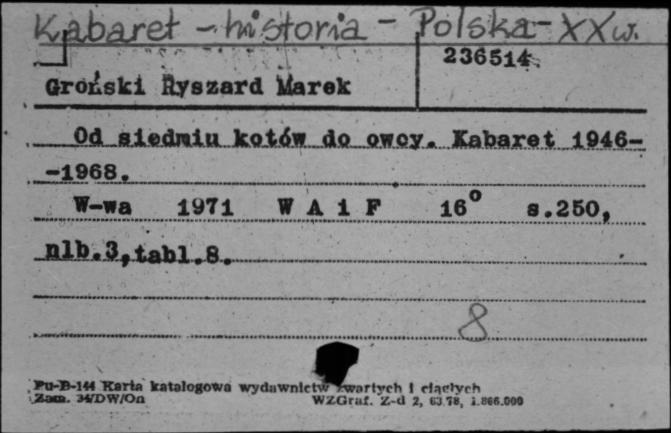 Kabaret - historia - Polska - XX w.
236514
Groński Ryszard Marek
Od siedmiu kotów do owcy. Kabaret 1946-
-1968.
W-wa 1971 W A i F 16° s.250,
nlb.3,tabl.8.
8
Pu-B-144 Karta katalogowa wydawnictw zwartych i ciągłych
Zam. 34/DW/On WZGraf. Z-d 2, 63.78, 1.866.000